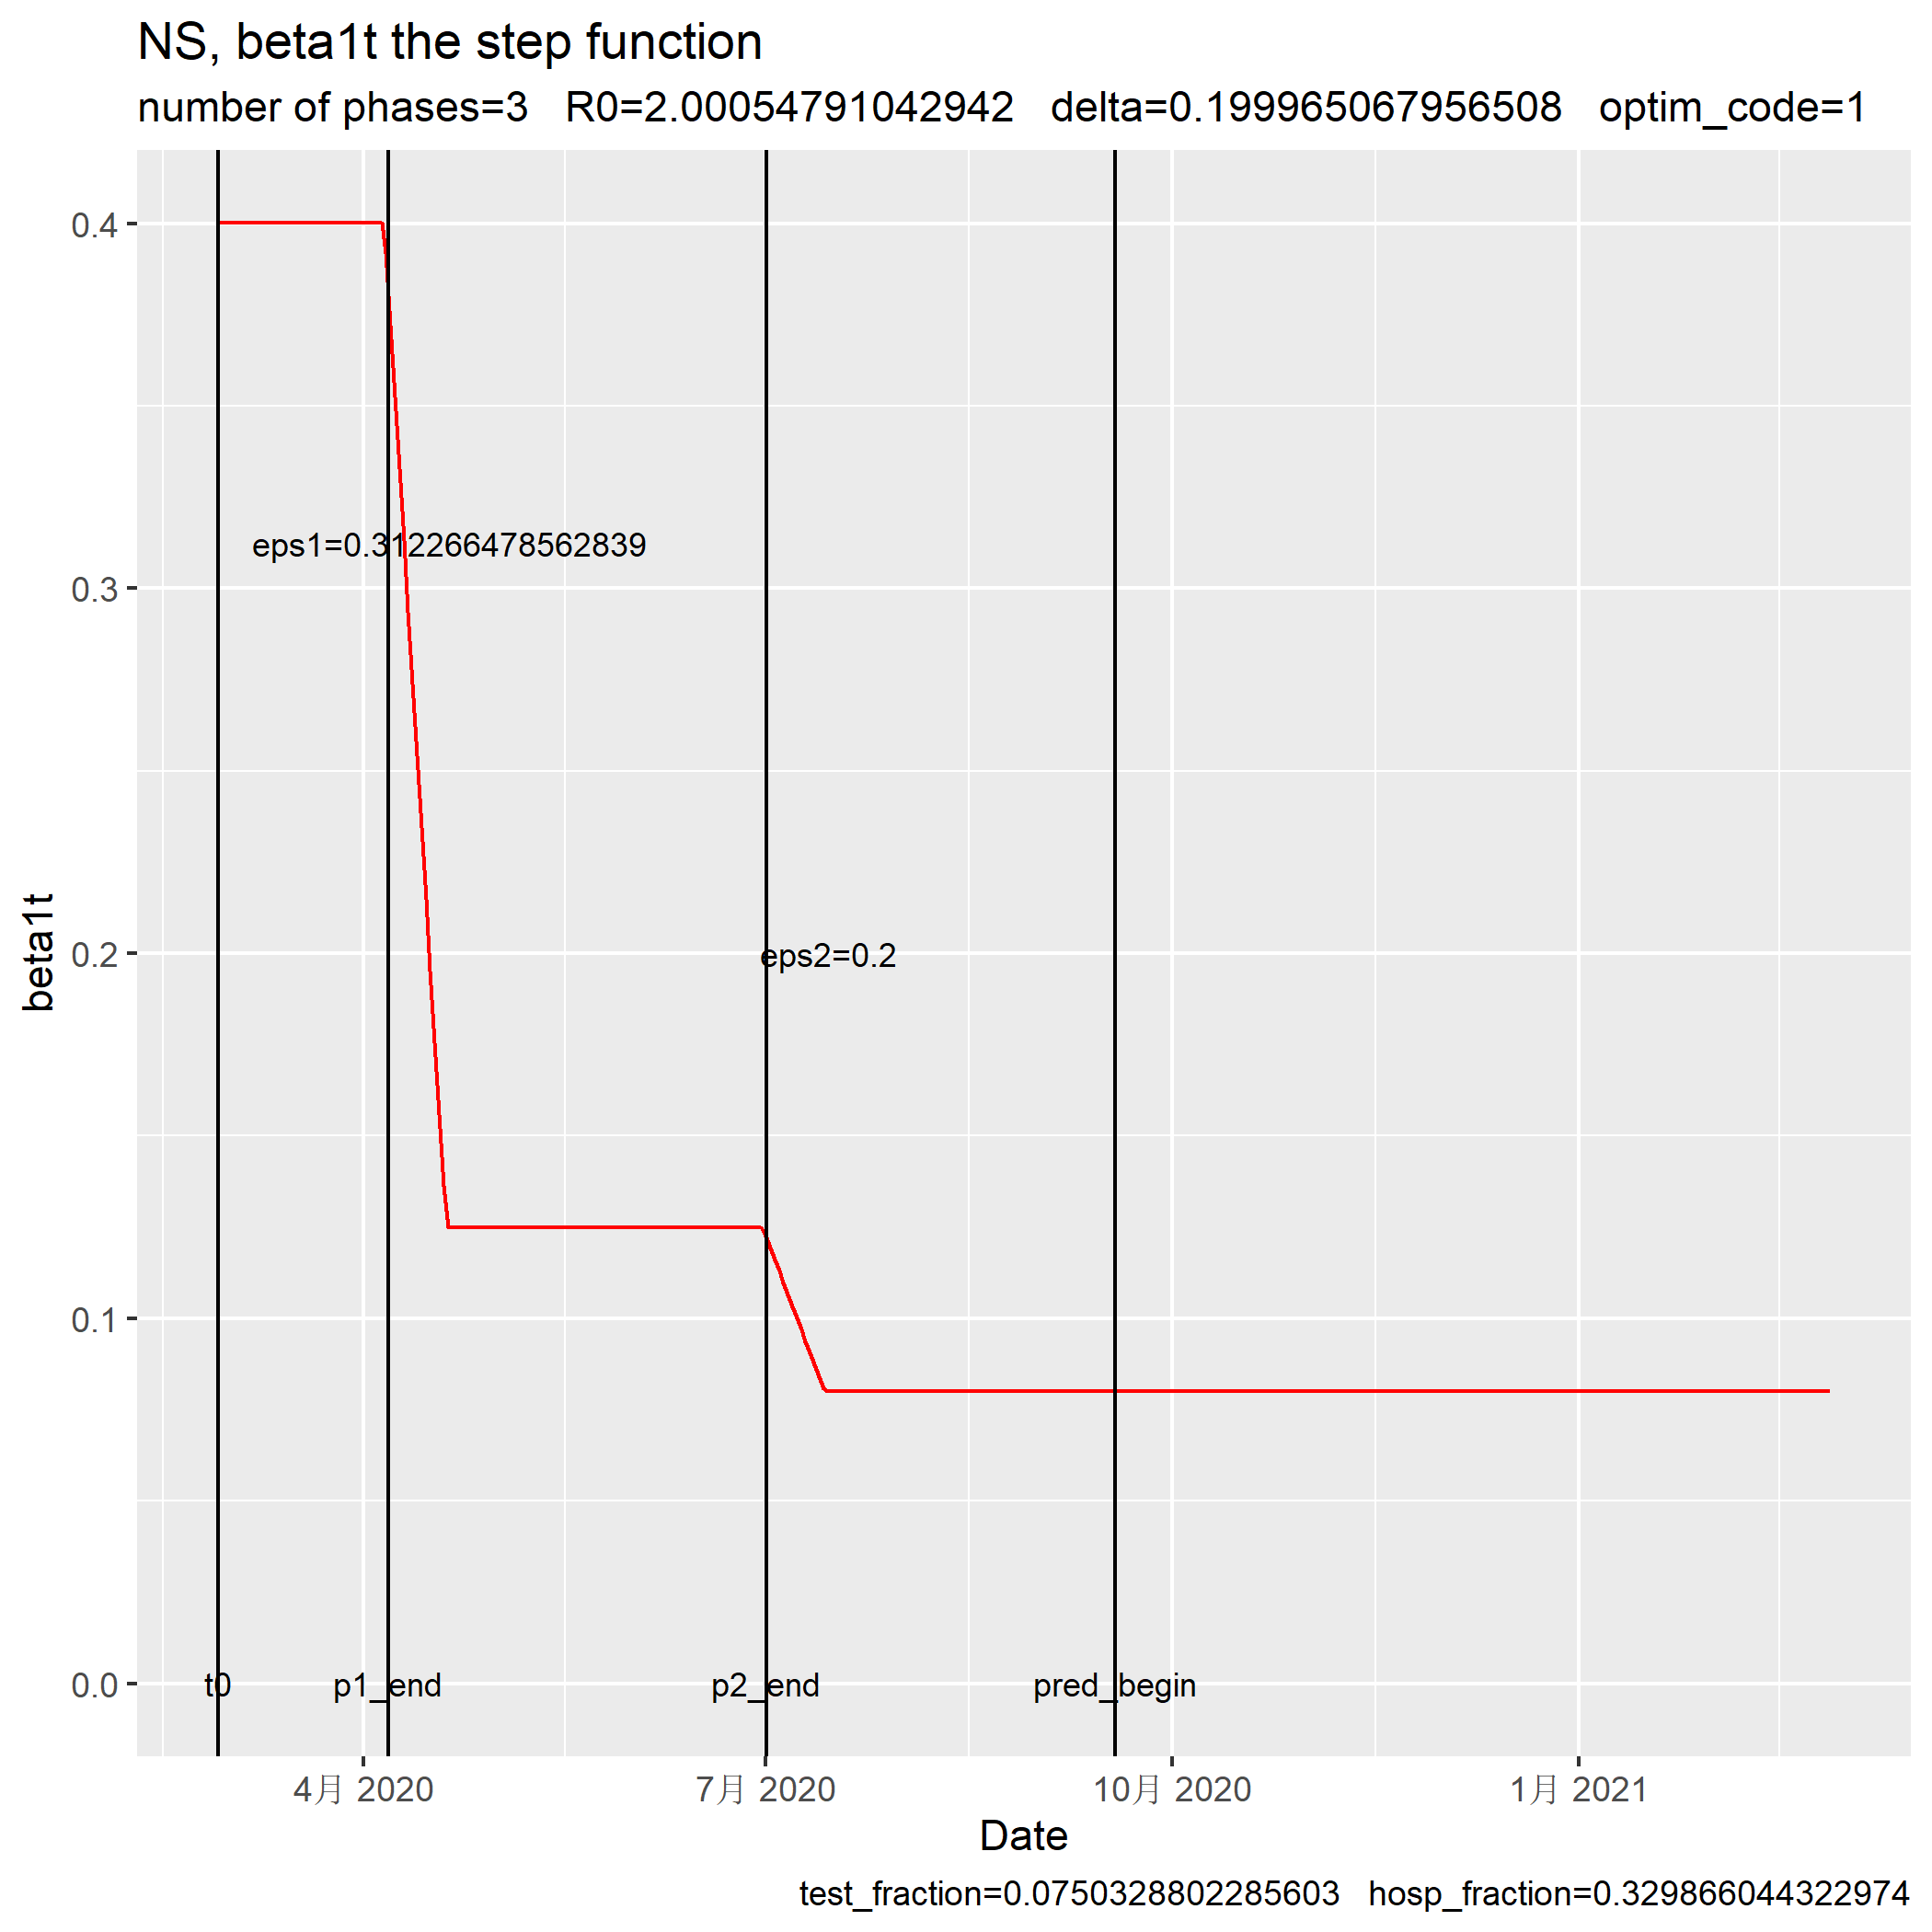 NS, beta1t the step function
number of phases=3   R0=2.00054791042942   delta=0.199965067956508   optim_code=1
0.4
eps1=0.312266478562839
0.3
eps2=0.2
0.2
0.1
0.0
beta1t
t0 p1_end p2_end pred_begin
4月 2020 7月 2020 10月 2020 1月 2021
Date
test_fraction=0.0750328802285603   hosp_fraction=0.329866044322974